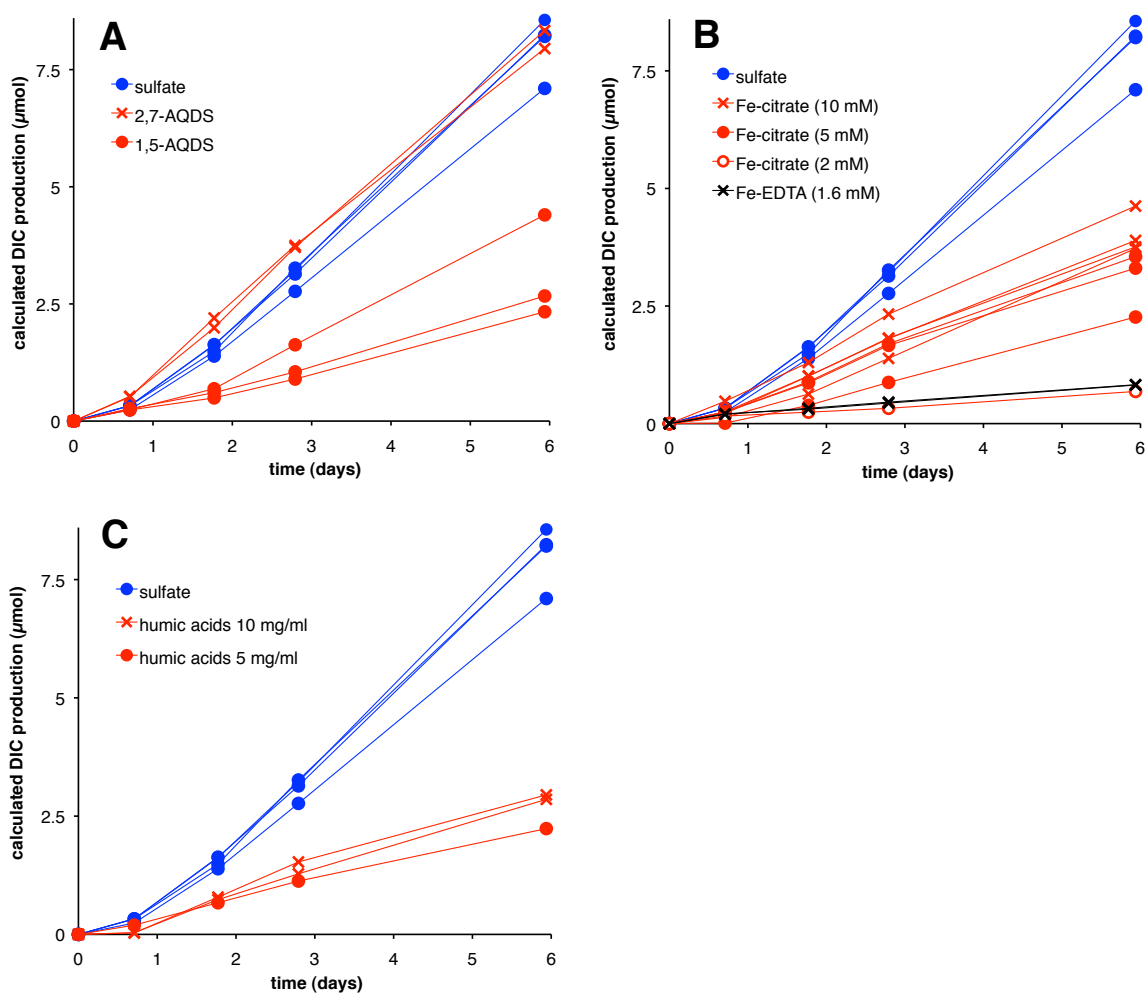 A
sulfate
2,7-AQDS
1,5-AQDS
calculated DIC production (µmol)
7.5
5
2.5
0
0 1 2 3 4 5 6
time (days)
B
sulfate
Fe-citrate (10 mM)
Fe-citrate (5 mM)
Fe-citrate (2 mM)
Fe-EDTA (1.6 mM)
calculated DIC production (µmol)
7.5
5
2.5
0
0 1 2 3 4 5 6
time (days)
C
sulfate
humic acids 10 mg/ml
humic acids 5 mg/ml
calculated DIC production (µmol)
7.5
5
2.5
0
0 1 2 3 4 5 6
time (days)